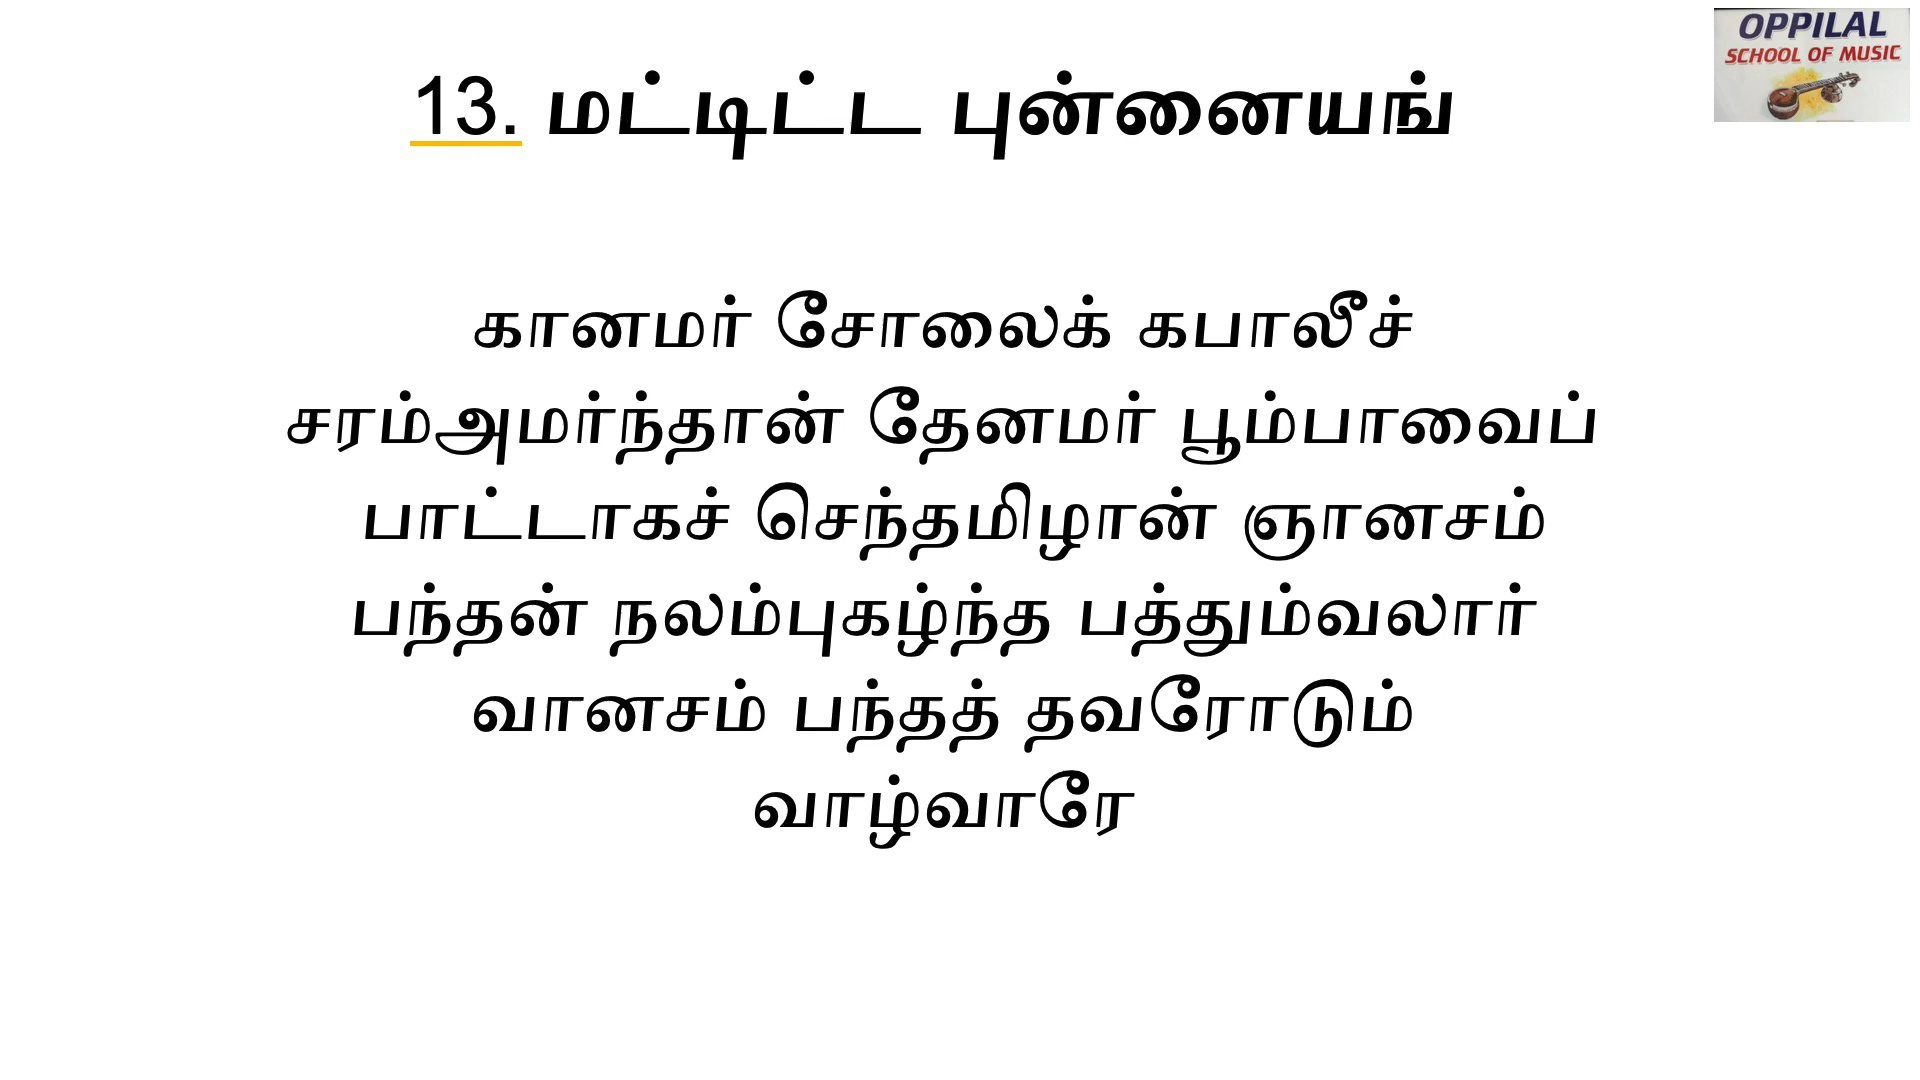 OPPILAL
SCHOOL OF MUSIC
13. மட்டிட்ட புன்னையங்
கானமர் சோலைக் கபாலீச்
சரம்அமர்ந்தான் தேனமர் பூம்பாவைப்
பாட்டாகச் செந்தமிழான் ஞானசம்
பந்தன் நலம்புகழ்ந்த பத்தும்வலார்
வானசம் பந்தத் தவரோடும்
வாழ்வாரே